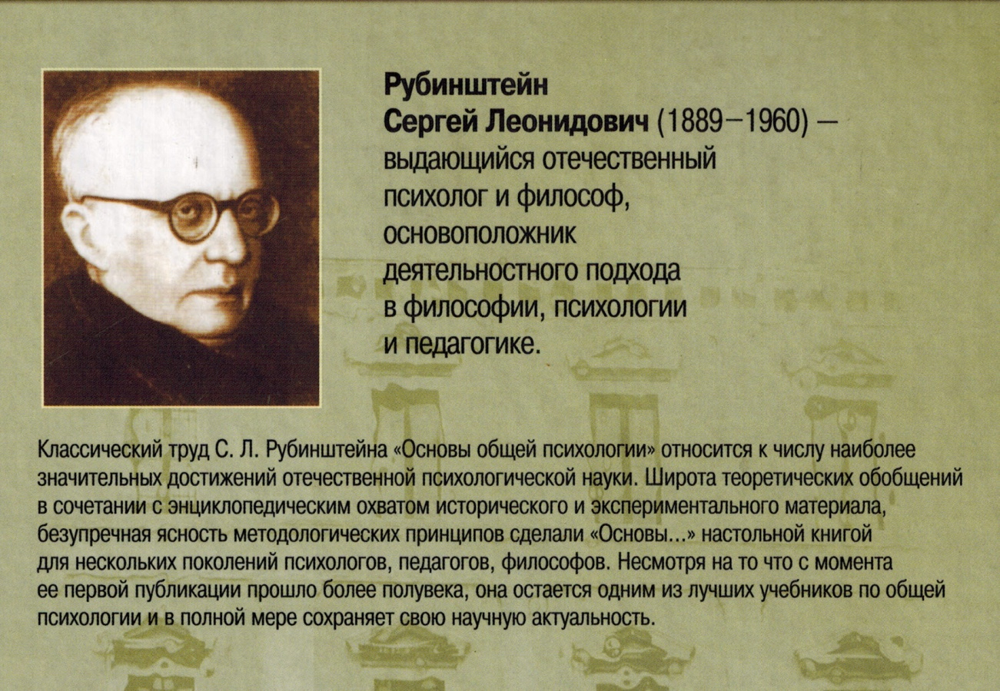 Рубинштейн
Сергей Леонидович (1889–1960) –
выдающийся отечественный
психолог и философ,
основоположник
деятельностного подхода
в философии, психологии
и педагогике.
Классический труд С. Л. Рубинштейна «Основы общей психологии» относится к числу наиболее
значительных достижений отечественной психологической науки. Широта теоретических обобщений
в сочетании с энциклопедическим охватом исторического и экспериментального материала,
безупречная ясность методологических принципов сделали «Основы...» настольной книгой
для нескольких поколений психологов, педагогов, философов. Несмотря на то что с момента
ее первой публикации прошло более полувека, она остается одним из лучших учебников по общей
психологии и в полной мере сохраняет свою научную актуальность.